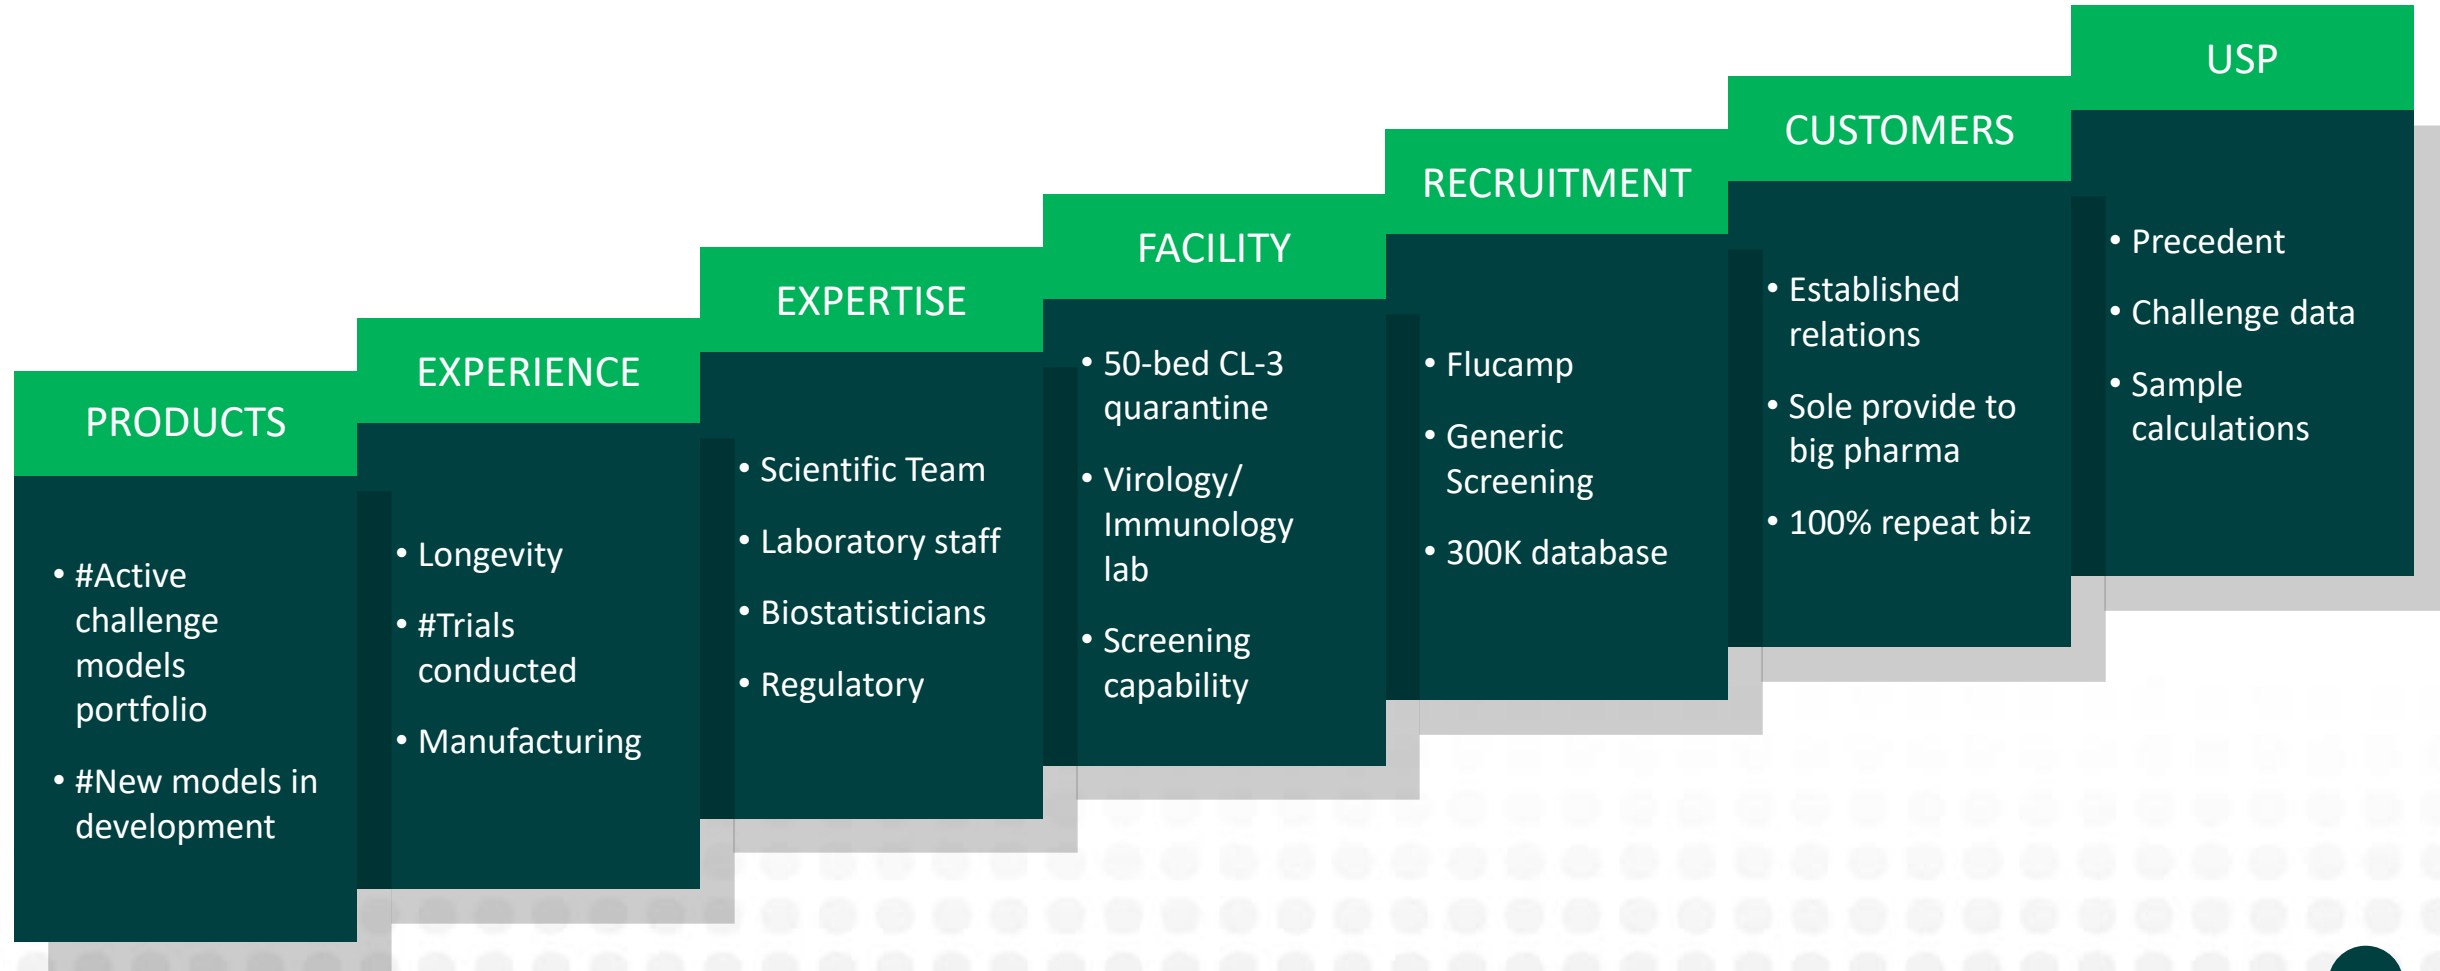 PRODUCTS
• #Active
challenge
models
portfolio
• #New models in
development
EXPERIENCE
• Longevity
• #Trials
conducted
• Manufacturing
EXPERTISE
• Scientific Team
• Laboratory staff
• Biostatisticians
• Regulatory
FACILITY
• 50-bed CL-3
quarantine
• Virology/
Immunology
lab
• Screening
capability
RECRUITMENT
• Flucamp
• Generic
Screening
• 300K database
CUSTOMERS
• Established
relations
• Sole provide to
big pharma
• 100% repeat biz
USP
• Precedent
• Challenge data
• Sample
calculations